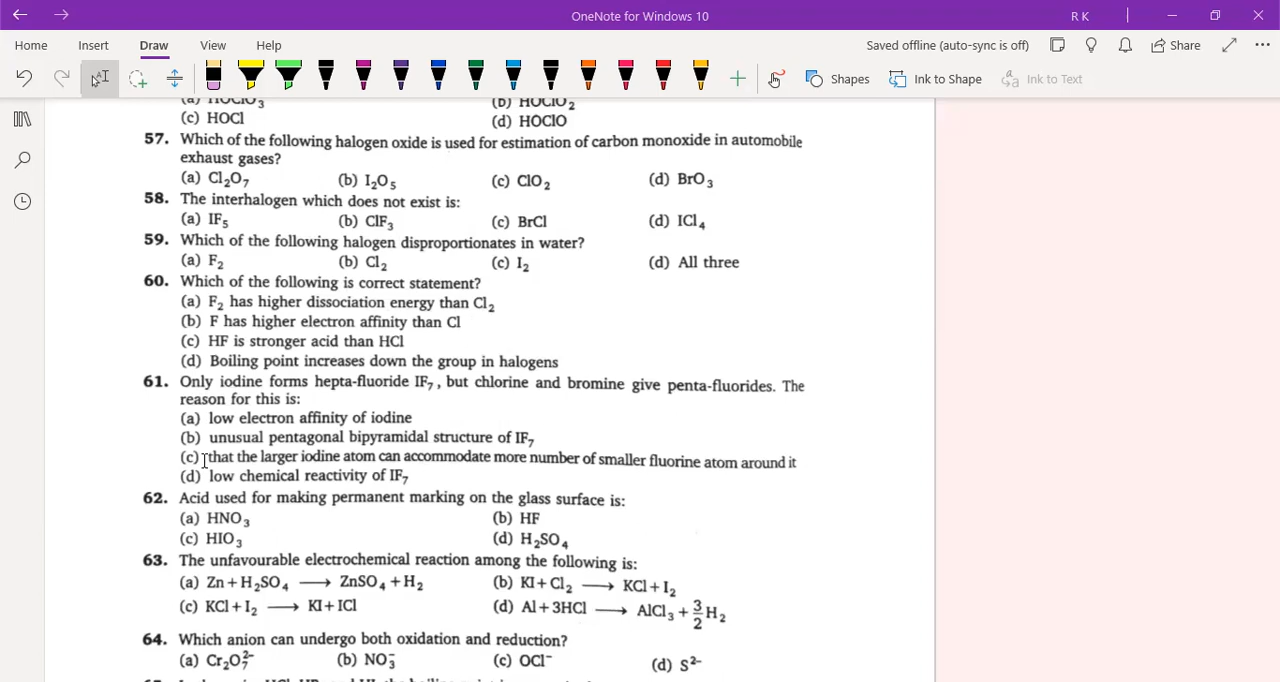 OneNote for Windows 10
R K
Home Insert Draw View Help
Saved offline (auto-sync is off)
Share
Shapes
Ink to Shape
Ink to Text
(a) HOClO₃ (b) HOClO₂
(c) HOCl (d) HOClO
57. Which of the following halogen oxide is used for estimation of carbon monoxide in automobile
exhaust gases?
(a) Cl₂O₇ (b) I₂O₅ (c) ClO₂ (d) BrO₃
58. The interhalogen which does not exist is:
(a) IF₅ (b) ClF₃ (c) BrCl (d) ICl₄
59. Which of the following halogen disproportionates in water?
(a) F₂ (b) Cl₂ (c) I₂ (d) All three
60. Which of the following is correct statement?
(a) F₂ has higher dissociation energy than Cl₂
(b) F has higher electron affinity than Cl
(c) HF is stronger acid than HCl
(d) Boiling point increases down the group in halogens
61. Only iodine forms hepta-fluoride IF₇, but chlorine and bromine give penta-fluorides. The
reason for this is:
(a) low electron affinity of iodine
(b) unusual pentagonal bipyramidal structure of IF₇
(c) that the larger iodine atom can accommodate more number of smaller fluorine atom around it
(d) low chemical reactivity of IF₇
62. Acid used for making permanent marking on the glass surface is:
(a) HNO₃ (b) HF
(c) HIO₃ (d) H₂SO₄
63. The unfavourable electrochemical reaction among the following is:
(a) Zn + H₂SO₄ ⟶ ZnSO₄ + H₂ (b) KI + Cl₂ ⟶ KCl + I₂
(c) KCl + I₂ ⟶ KI + ICl (d) Al + 3HCl ⟶ AlCl₃ + 3/2 H₂
64. Which anion can undergo both oxidation and reduction?
(a) Cr₂O₇²⁻ (b) NO₃⁻ (c) OCl⁻ (d) S²⁻